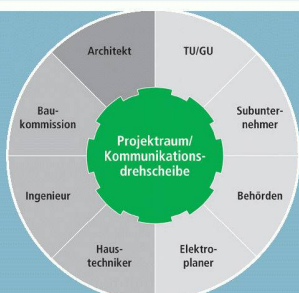 Architekt
TU/GU
Bau-
kommission
Subunter-
nehmer
Projektraum/
Kommunikations-
drehscheibe
Ingenieur
Behörden
Haus-
techniker
Elektro-
planer